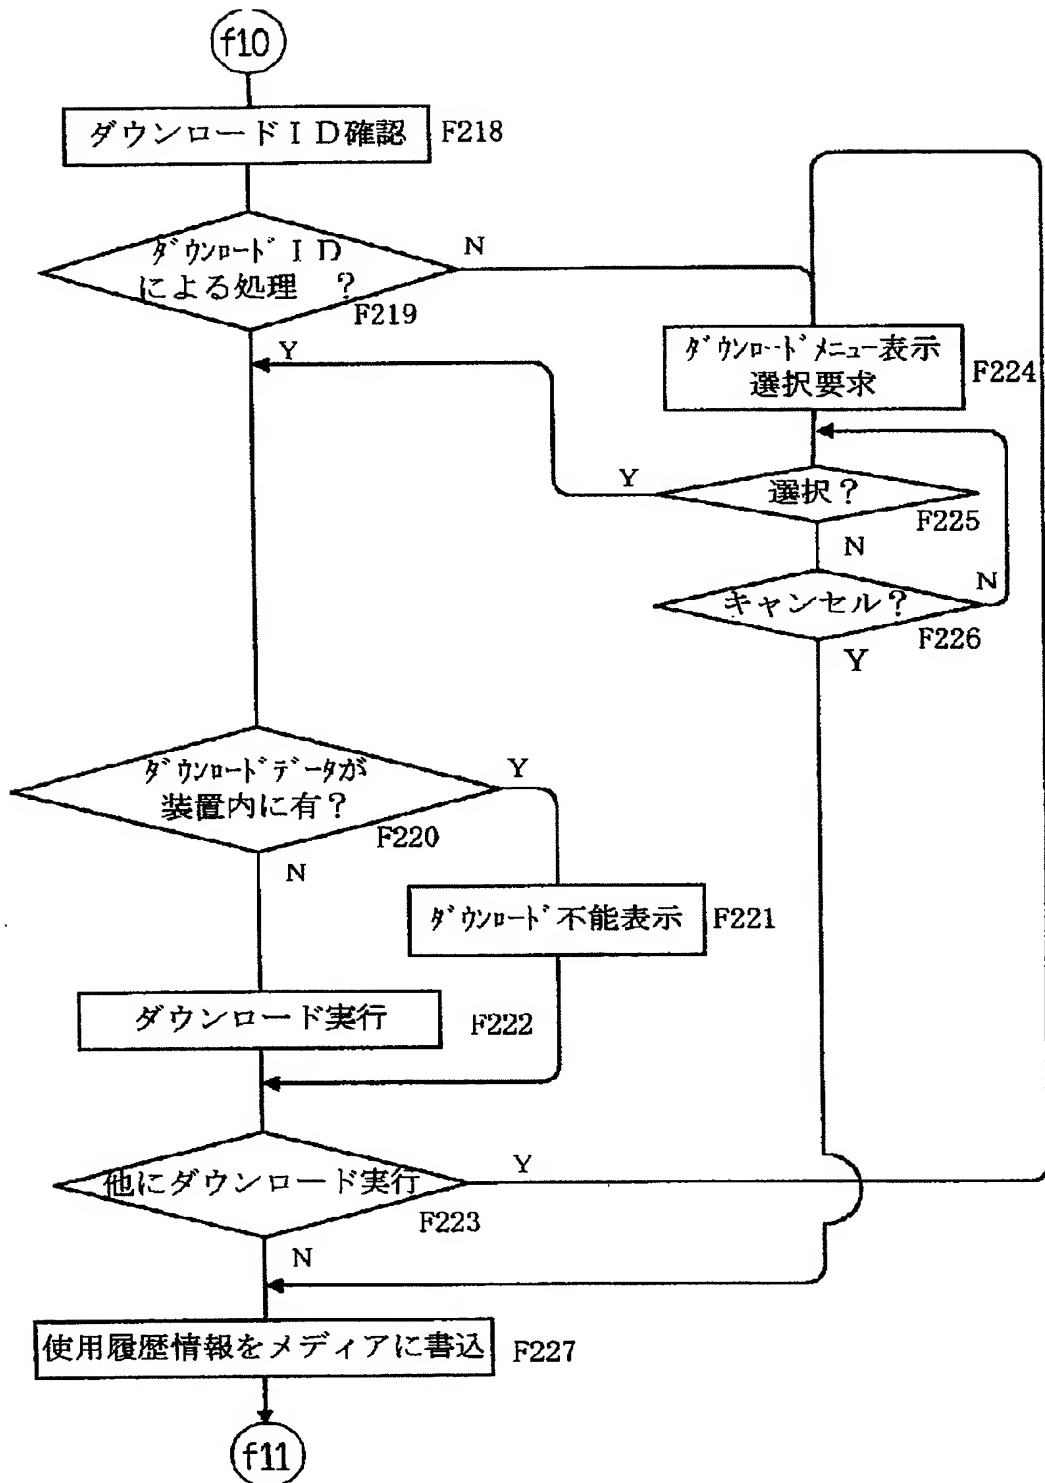 f10
ダウンロードID確認
F218
ダウンロードID
による処理 ?
F219
N
Y
ダウンロードメニュー表示
選択要求
F224
選択?
F225
Y
N
キャンセル?
F226
N
Y
ダウンロードデータが
装置内に有?
F220
Y
N
ダウンロード不能表示
F221
ダウンロード実行
F222
他にダウンロード実行
F223
Y
N
使用履歴情報をメディアに書込
F227
f11